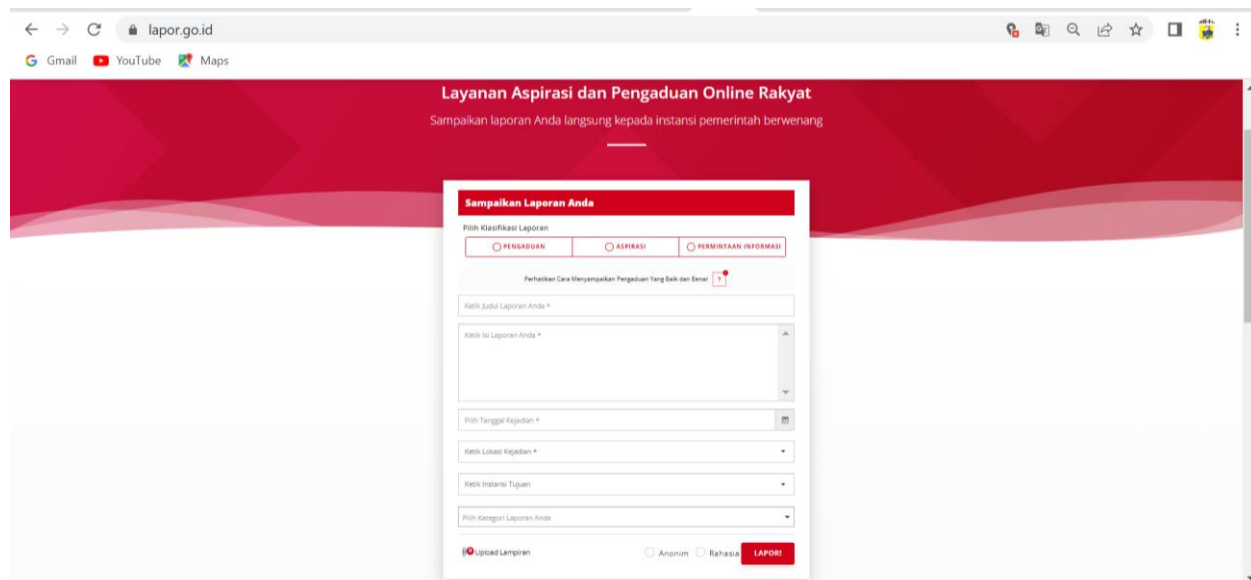 lapor.go.id
Gmail YouTube Maps
Layanan Aspirasi dan Pengaduan Online Rakyat
Sampaikan laporan Anda langsung kepada instansi pemerintah berwenang
Sampaikan Laporan Anda
Pilih Klasifikasi Laporan
PENGADUAN ASPIRASI PERMINTAAN INFORMASI
Perhatikan Cara Menyampaikan Pengaduan Yang Baik dan Benar ?
Ketik Judul Laporan Anda *
Ketik Isi Laporan Anda *
Pilih Tanggal Kejadian *
Ketik Lokasi Kejadian *
Ketik Instansi Tujuan
Pilih Kategori Laporan Anda
Upload Lampiran Anonim Rahasia LAPOR!